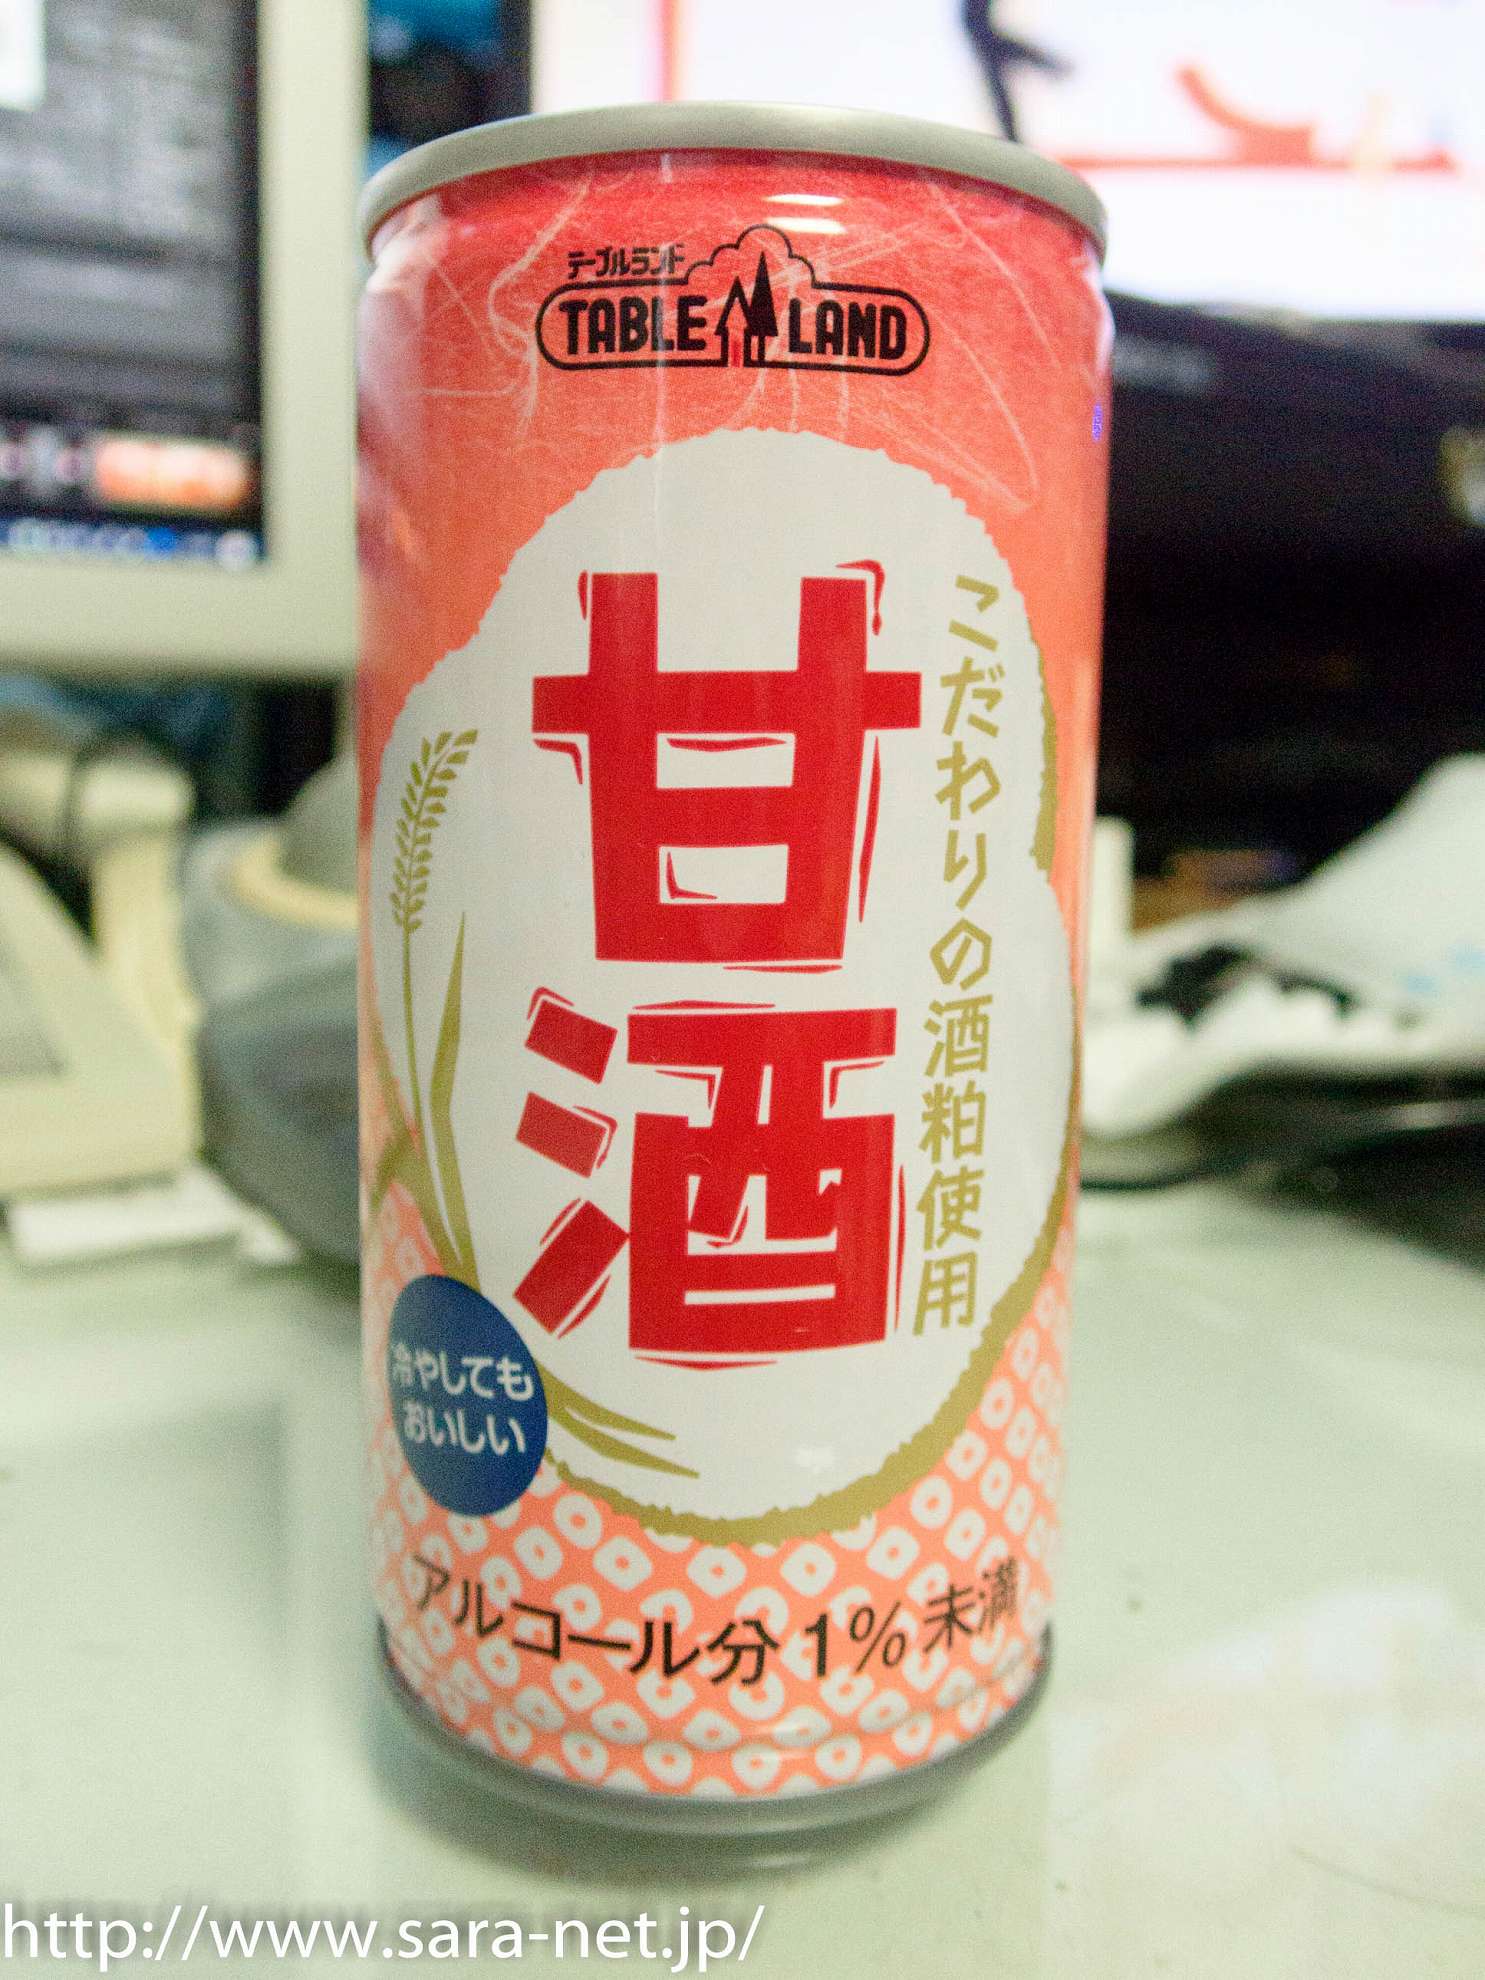 テーブルランド
TABLE LAND
甘酒
こだわりの酒粕使用
冷やしても
おいしい
アルコール分1%未満
http://www.sara-net.jp/